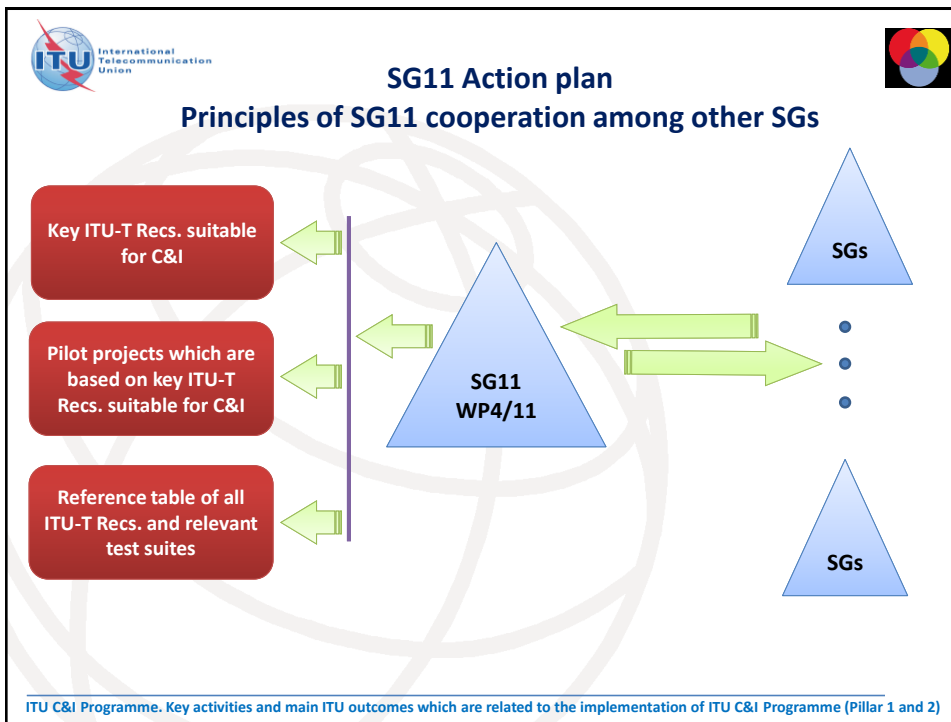 ITU
International
Telecommunication
Union
SG11 Action plan
Principles of SG11 cooperation among other SGs
Key ITU-T Recs. suitable
for C&I
Pilot projects which are
based on key ITU-T
Recs. suitable for C&I
Reference table of all
ITU-T Recs. and relevant
test suites
SG11
WP4/11
SGs
SGs
ITU C&I Programme. Key activities and main ITU outcomes which are related to the implementation of ITU C&I Programme (Pillar 1 and 2)